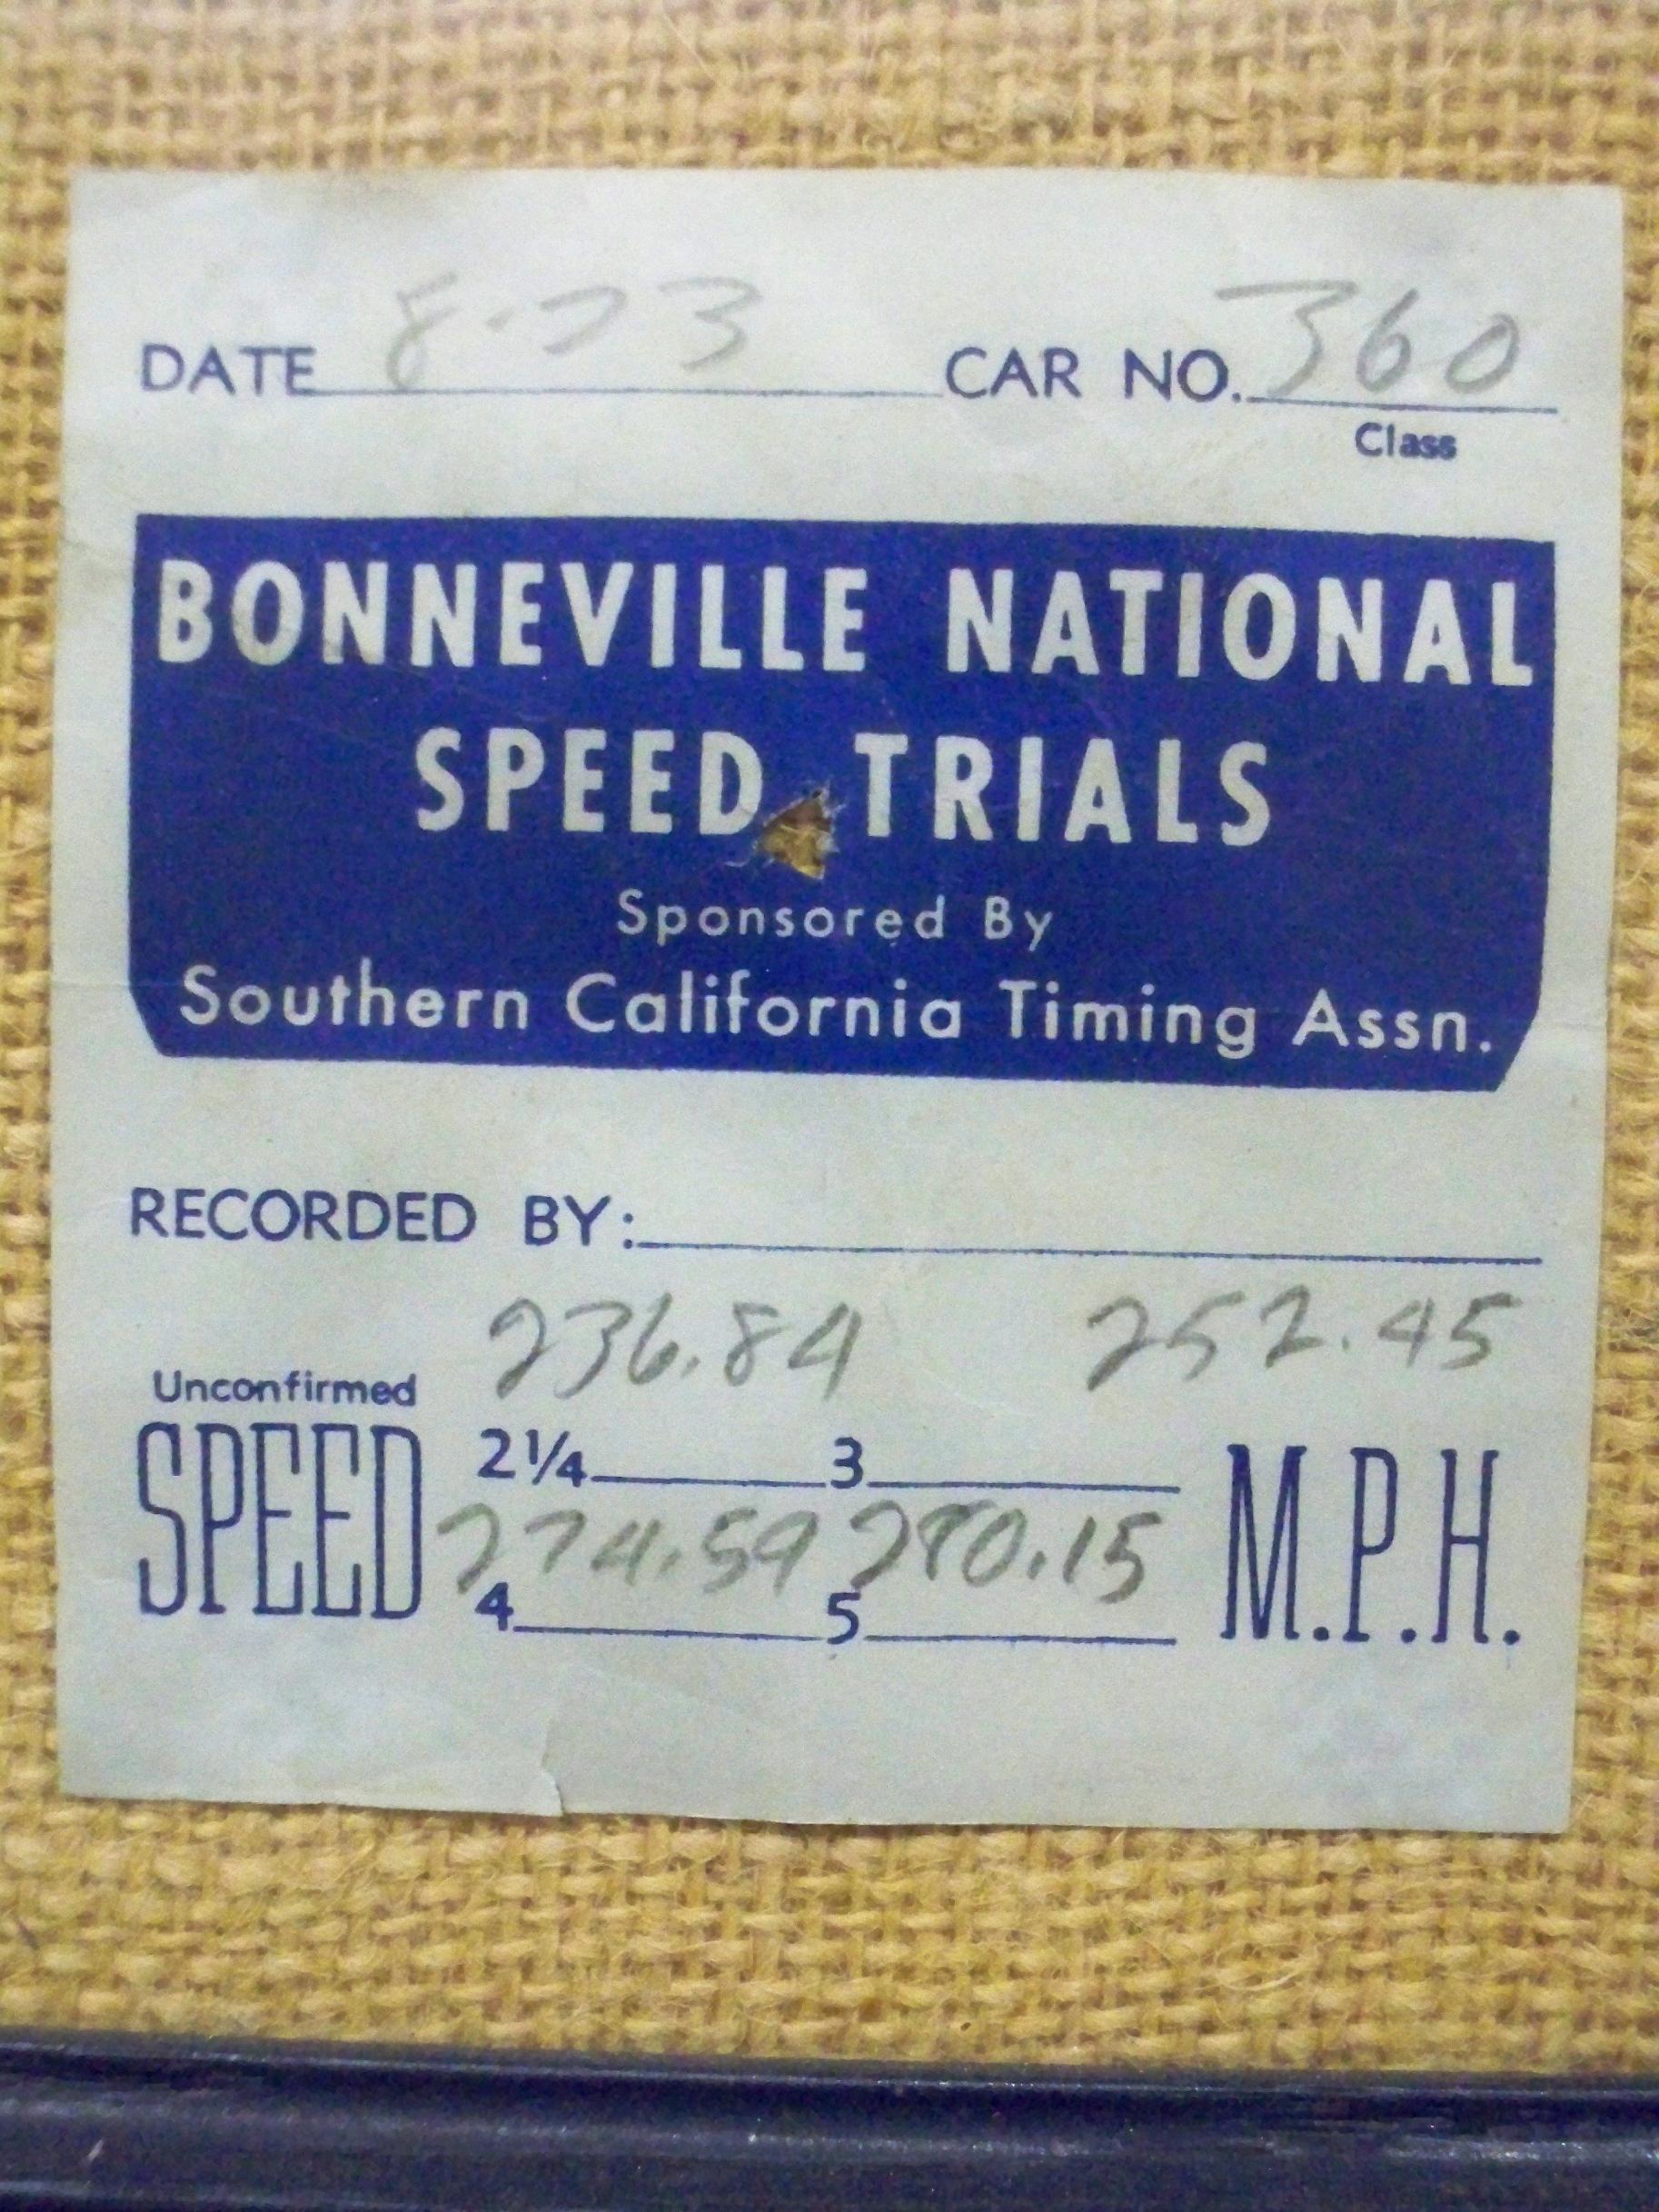 DATE 8-23 CAR NO. 360
Class
BONNEVILLE NATIONAL
SPEED TRIALS
Sponsored By
Southern California Timing Assn.
RECORDED BY:
236.84 252.45
Unconfirmed
SPEED 2¼ 3 M.P.H.
274.59 280.15
4 5